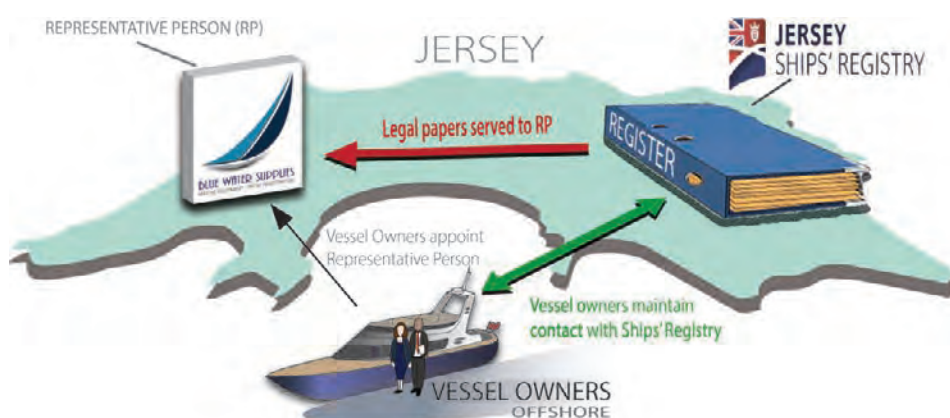 REPRESENTATIVE PERSON (RP)
JERSEY
JERSEY
SHIPS' REGISTRY
Legal papers served to RP
REGISTER
BLUE WATER SUPPLIES
Vessel Owners appoint
Representative Person
Vessel owners maintain
contact with Ships' Registry
VESSEL OWNERS
OFFSHORE